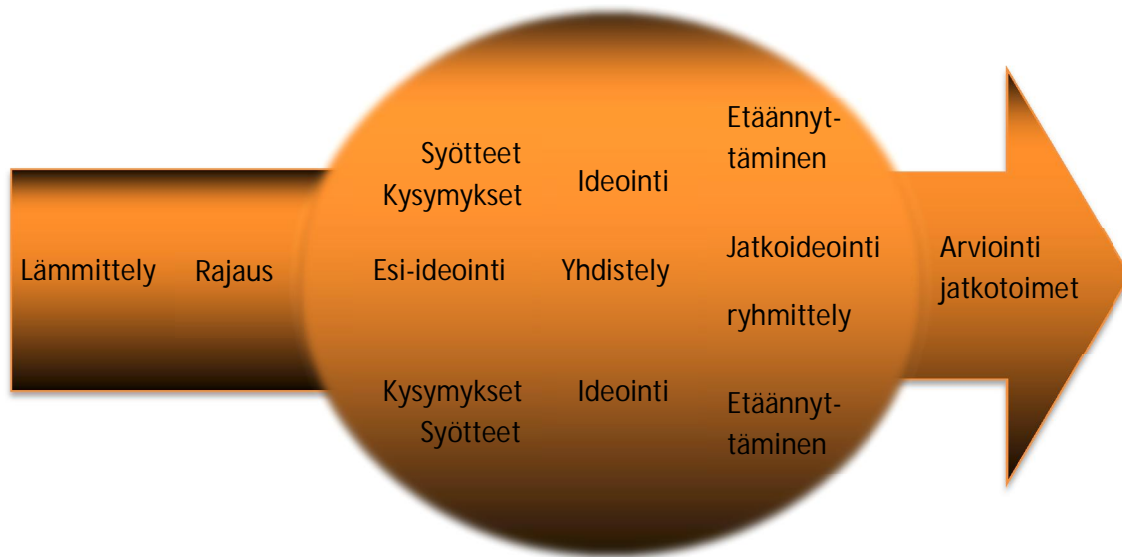 Lämmittely
Rajaus
Syötteet
Kysymykset
Esi-ideointi
Kysymykset
Syötteet
Ideointi
Yhdistely
Ideointi
Etäännyt-
täminen
Jatkoideointi
ryhmittely
Etäännyt-
täminen
Arviointi
jatkotoimet